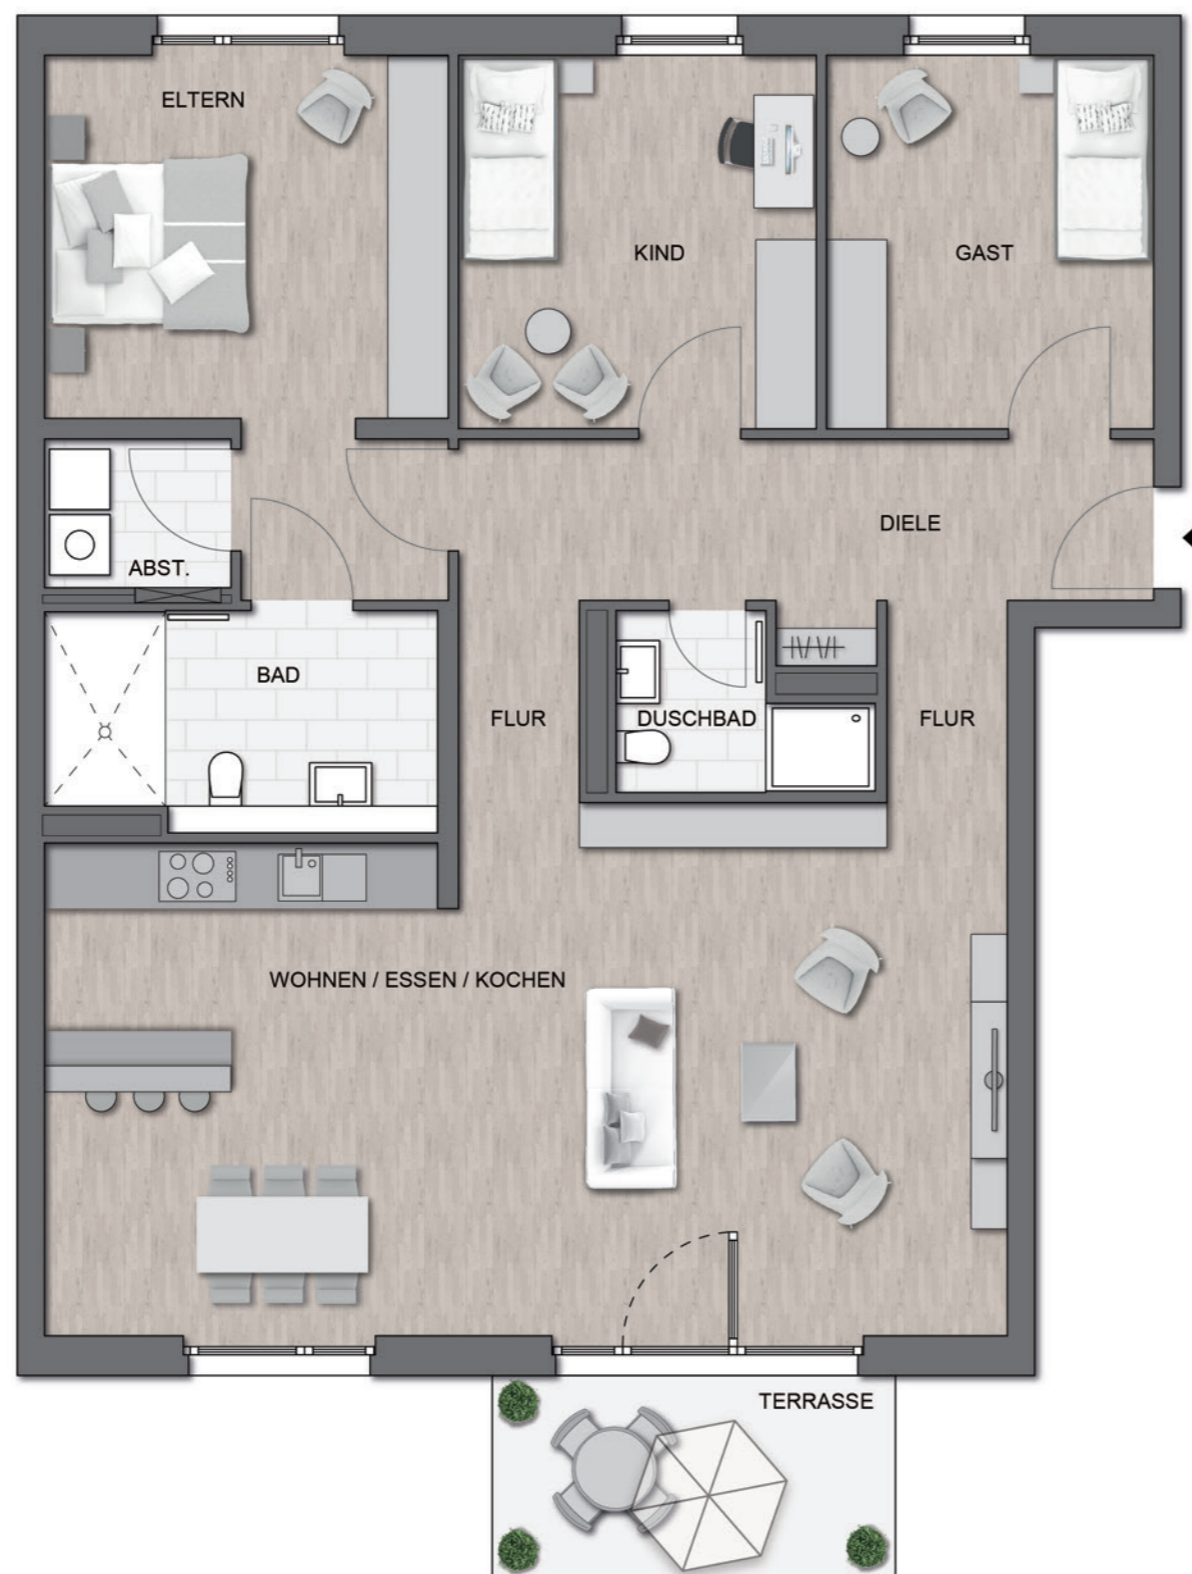 ELTERN
KIND
GAST
DIELE
ABST.
BAD
FLUR
DUSCHBAD
FLUR
WOHNEN / ESSEN / KOCHEN
TERRASSE